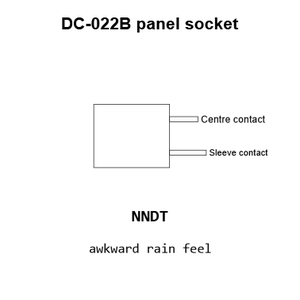 DC-022B panel socket
Centre contact
Sleeve contact
NNDT
awkward rain feel